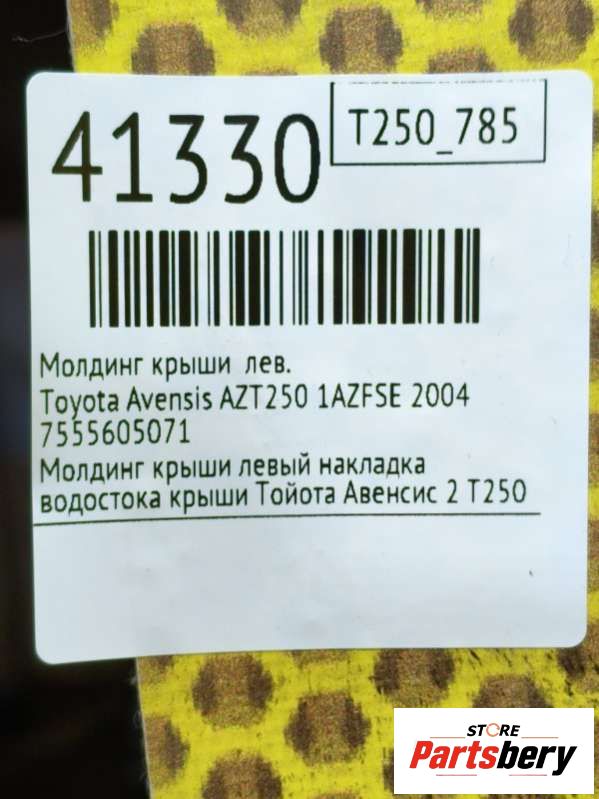 41330
T250_785
Молдинг крыши лев.
Toyota Avensis AZT250 1AZFSE 2004
7555605071
Молдинг крыши левый накладка
водостока крыши Тойота Авенсис 2 Т250
STORE
Partsbery